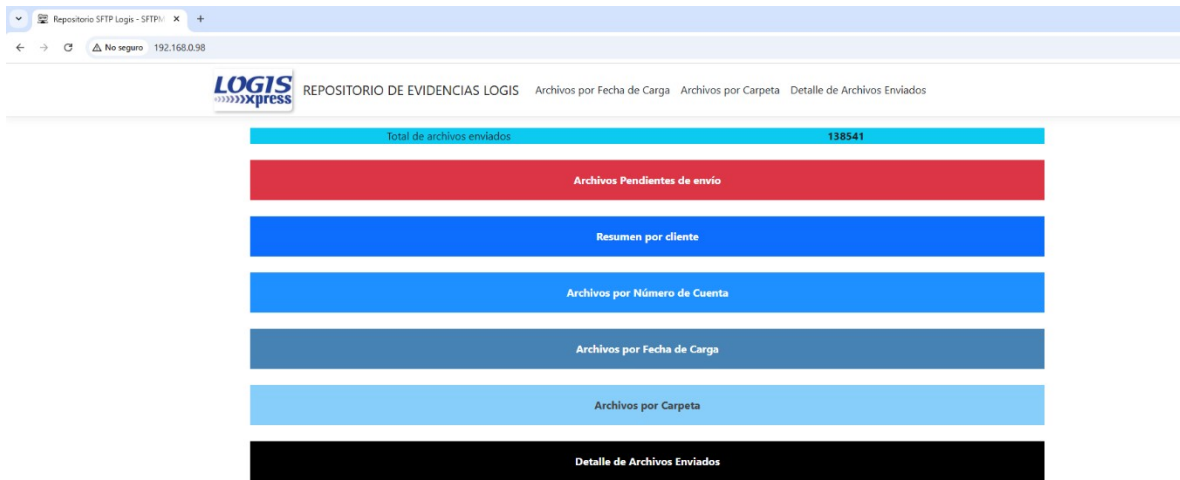 Repositorio SFTP Logis - SFTPM
No seguro 192.168.0.98
LOGIS
xpress
REPOSITORIO DE EVIDENCIAS LOGIS Archivos por Fecha de Carga Archivos por Carpeta Detalle de Archivos Enviados
Total de archivos enviados 138541
Archivos Pendientes de envío
Resumen por cliente
Archivos por Número de Cuenta
Archivos por Fecha de Carga
Archivos por Carpeta
Detalle de Archivos Enviados